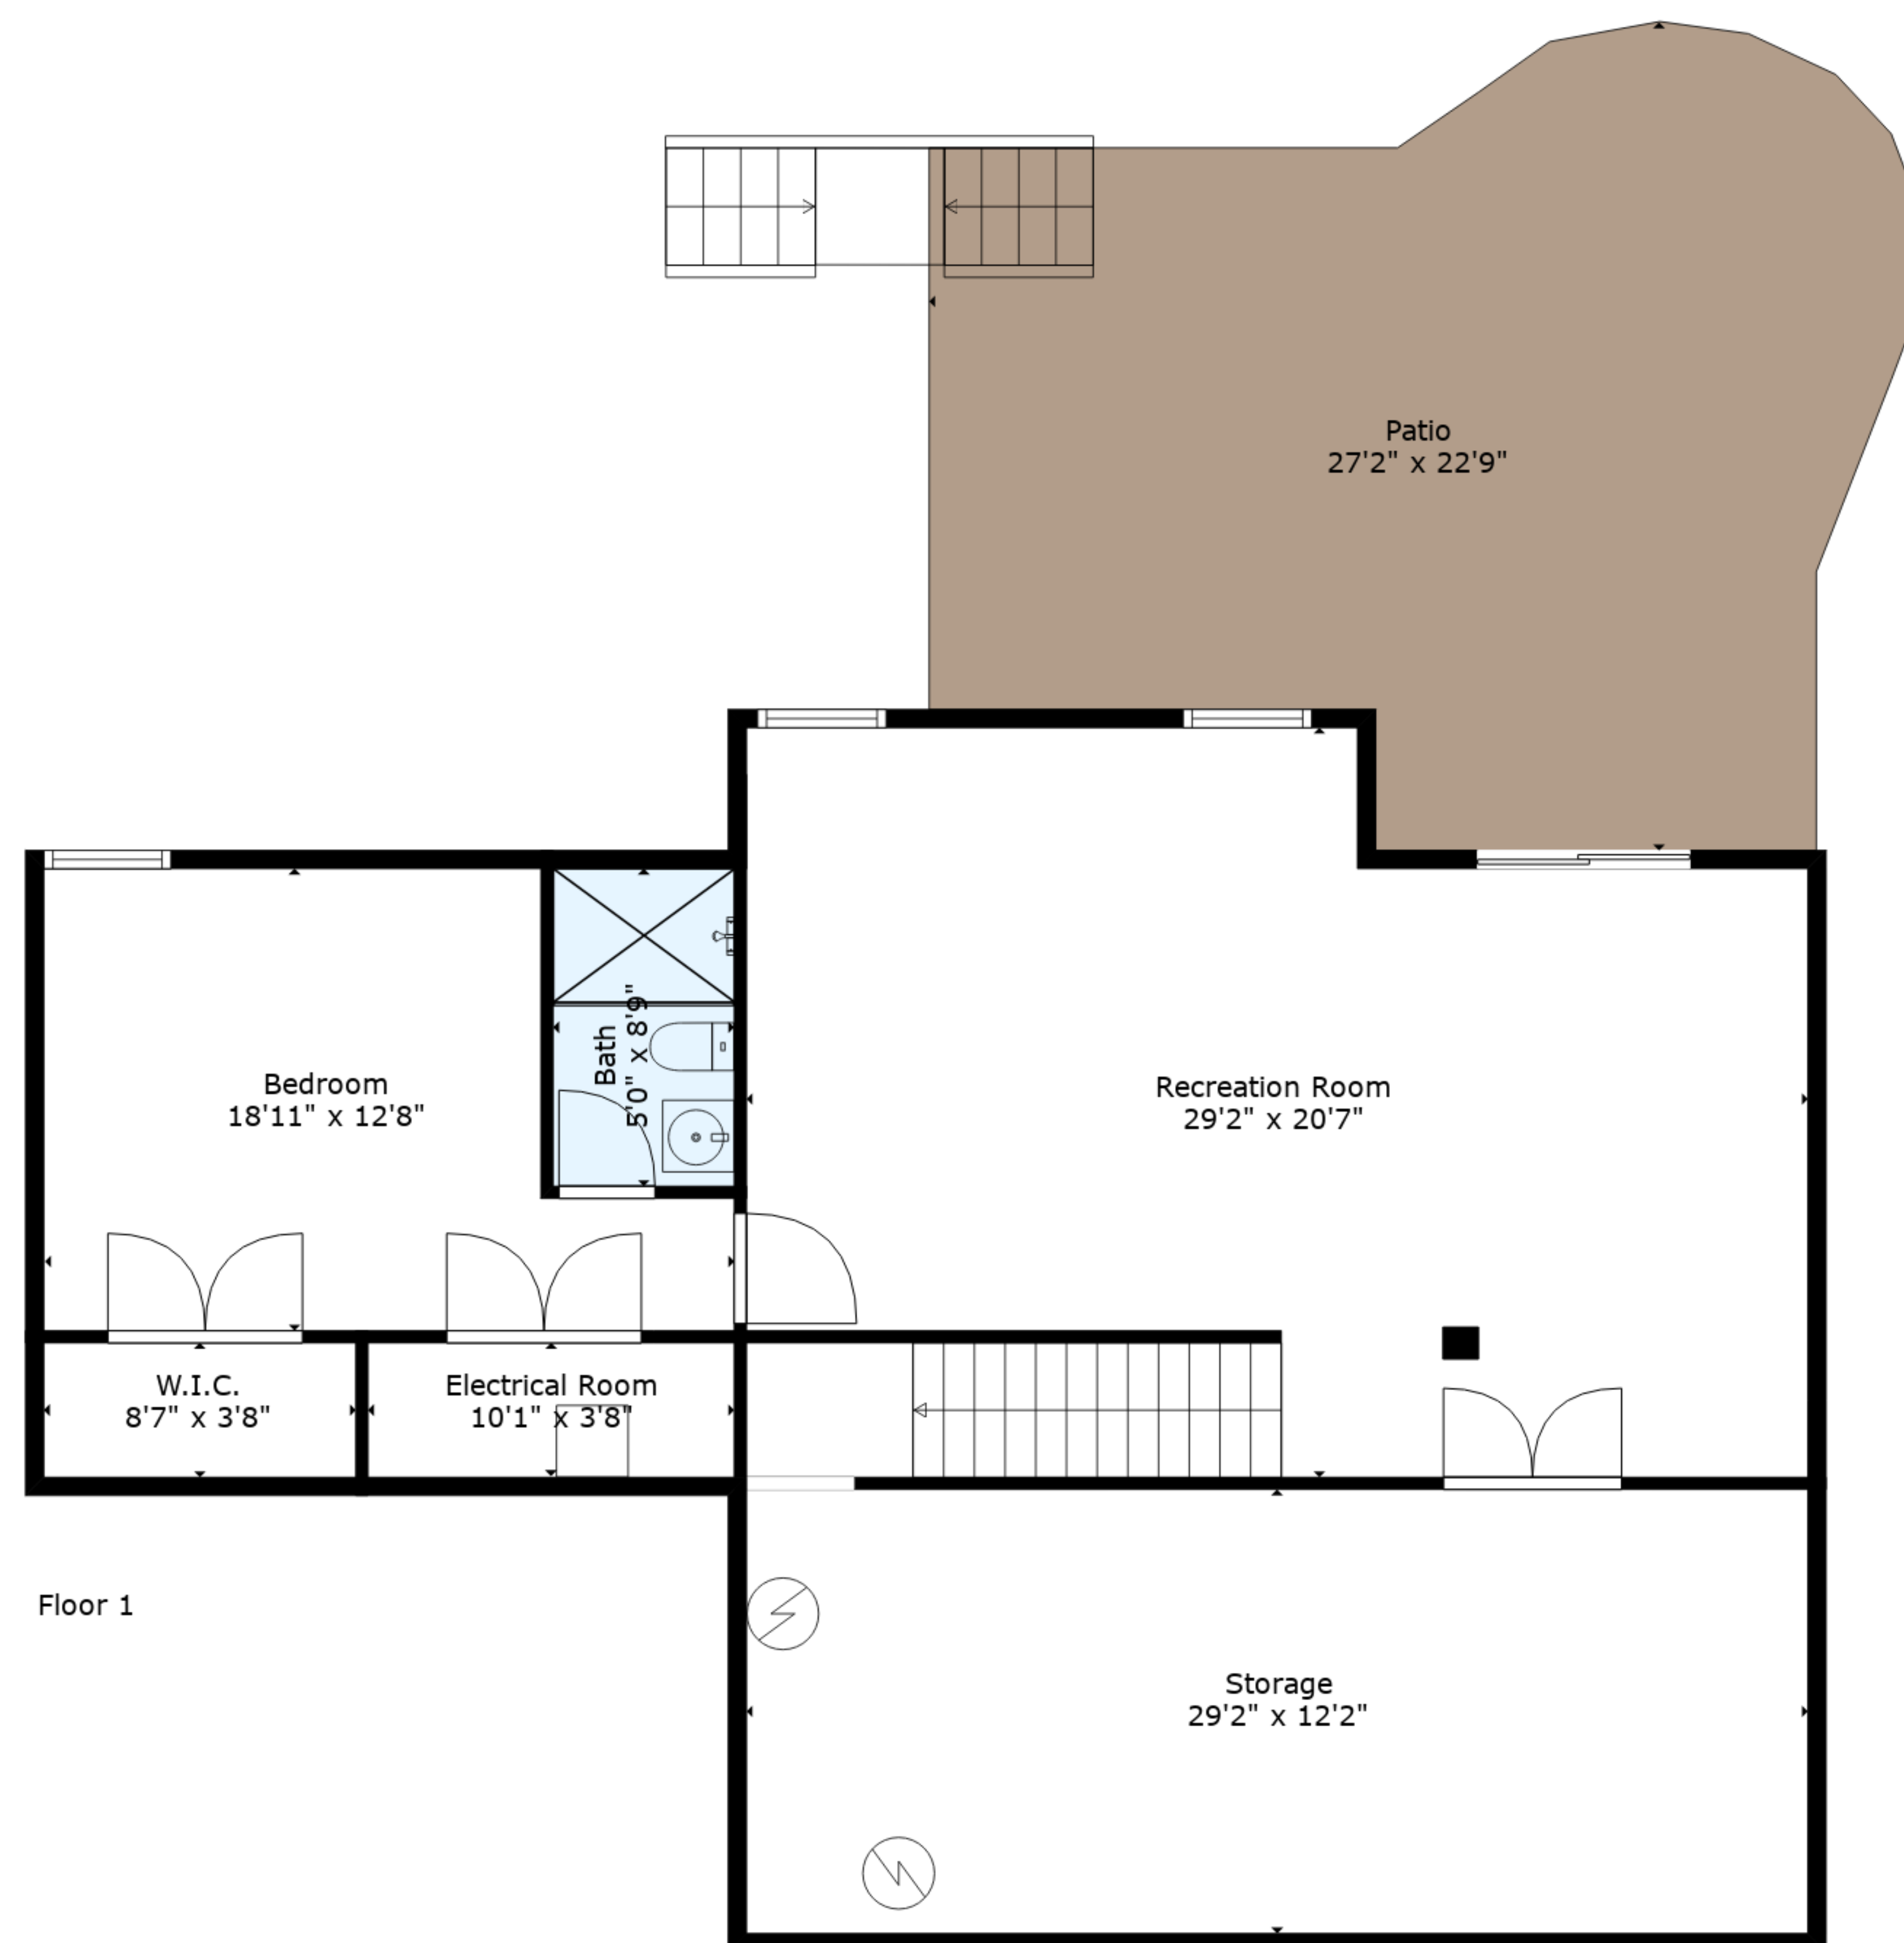 Patio
27'2" x 22'9"
Bedroom
18'11" x 12'8"
Bath
5'0" x 8'9"
Recreation Room
29'2" x 20'7"
W.I.C.
8'7" x 3'8"
Electrical Room
10'1" x 3'8"
Floor 1
Storage
29'2" x 12'2"